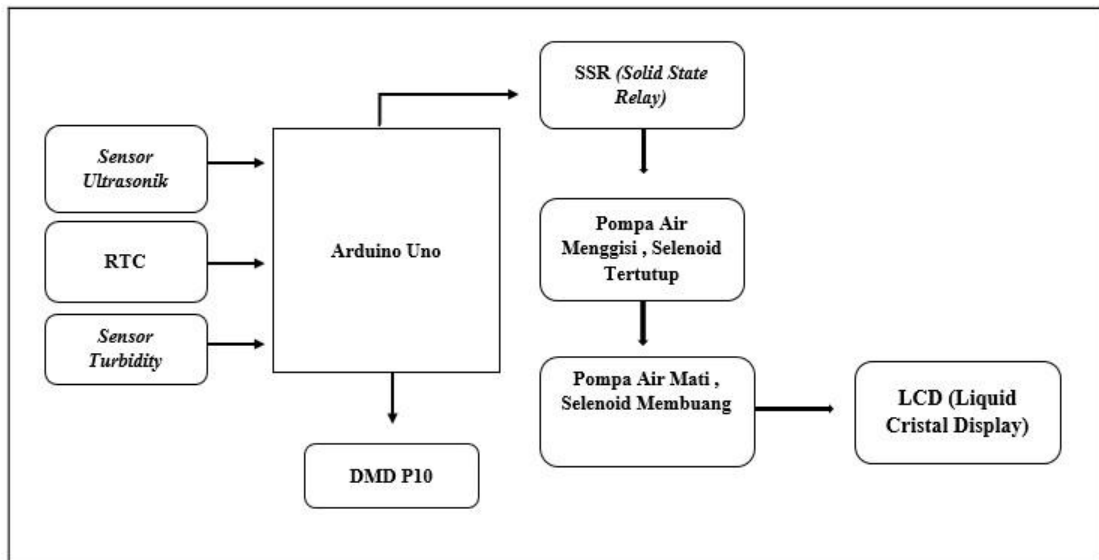 SSR (Solid State
Relay)
Sensor
Ultrasonik
RTC
Sensor
Turbidity
Arduino Uno
Pompa Air
Menggisi , Selenoid
Tertutup
Pompa Air Mati ,
Selenoid Membuang
LCD (Liquid
Cristal Display)
DMD P10